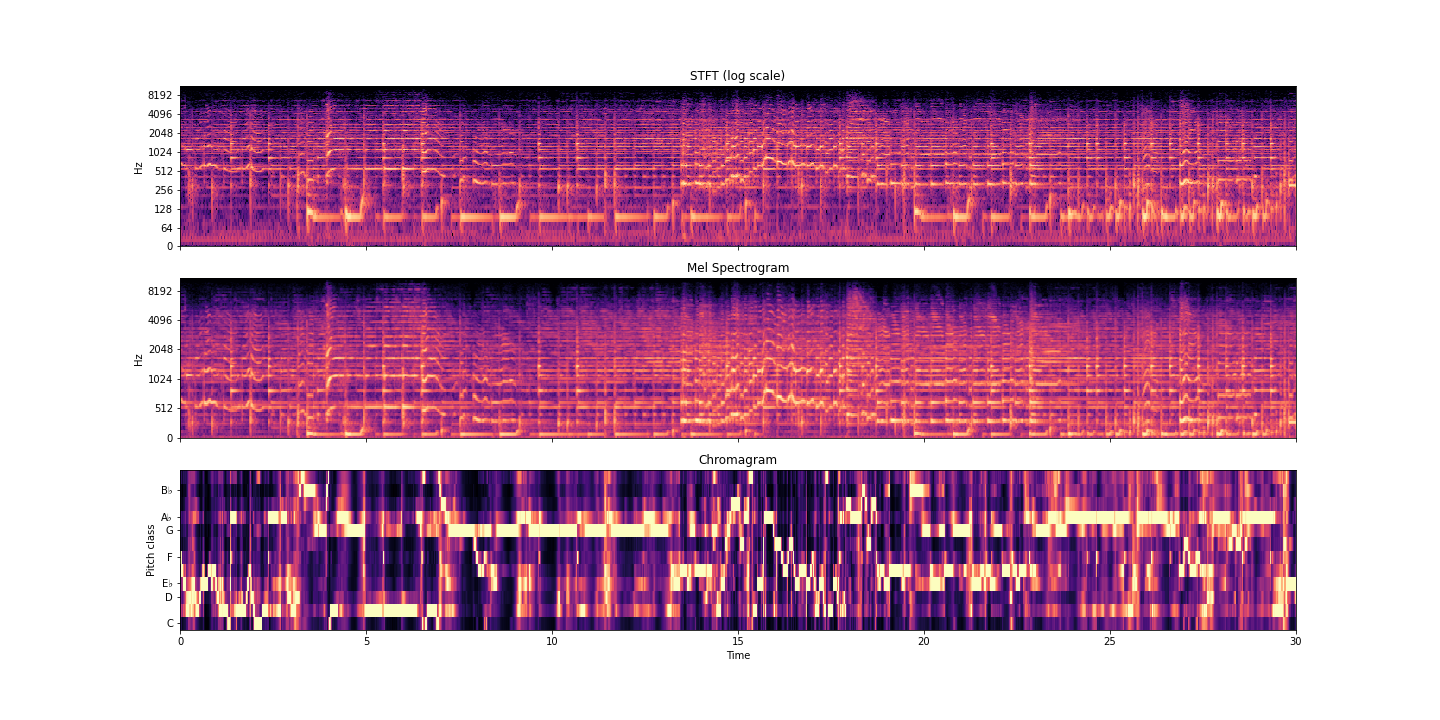 STFT (log scale)
8192
4096
2048
1024
512
256
128
64
0
Hz
Mel Spectrogram
8192
4096
2048
1024
512
0
Hz
Chromagram
B♭
A♭
G
F
E♭
D
C
Pitch class
0 5 10 15 20 25 30
Time